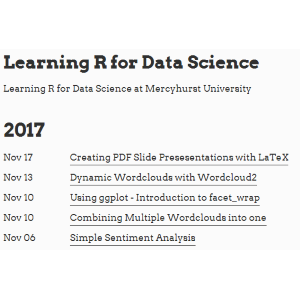 Learning R for Data Science
Learning R for Data Science at Mercyhurst University
2017
Nov 17 Creating PDF Slide Presesentations with LaTeX
Nov 13 Dynamic Wordclouds with Wordcloud2
Nov 10 Using ggplot - Introduction to facet_wrap
Nov 10 Combining Multiple Wordclouds into one
Nov 06 Simple Sentiment Analysis